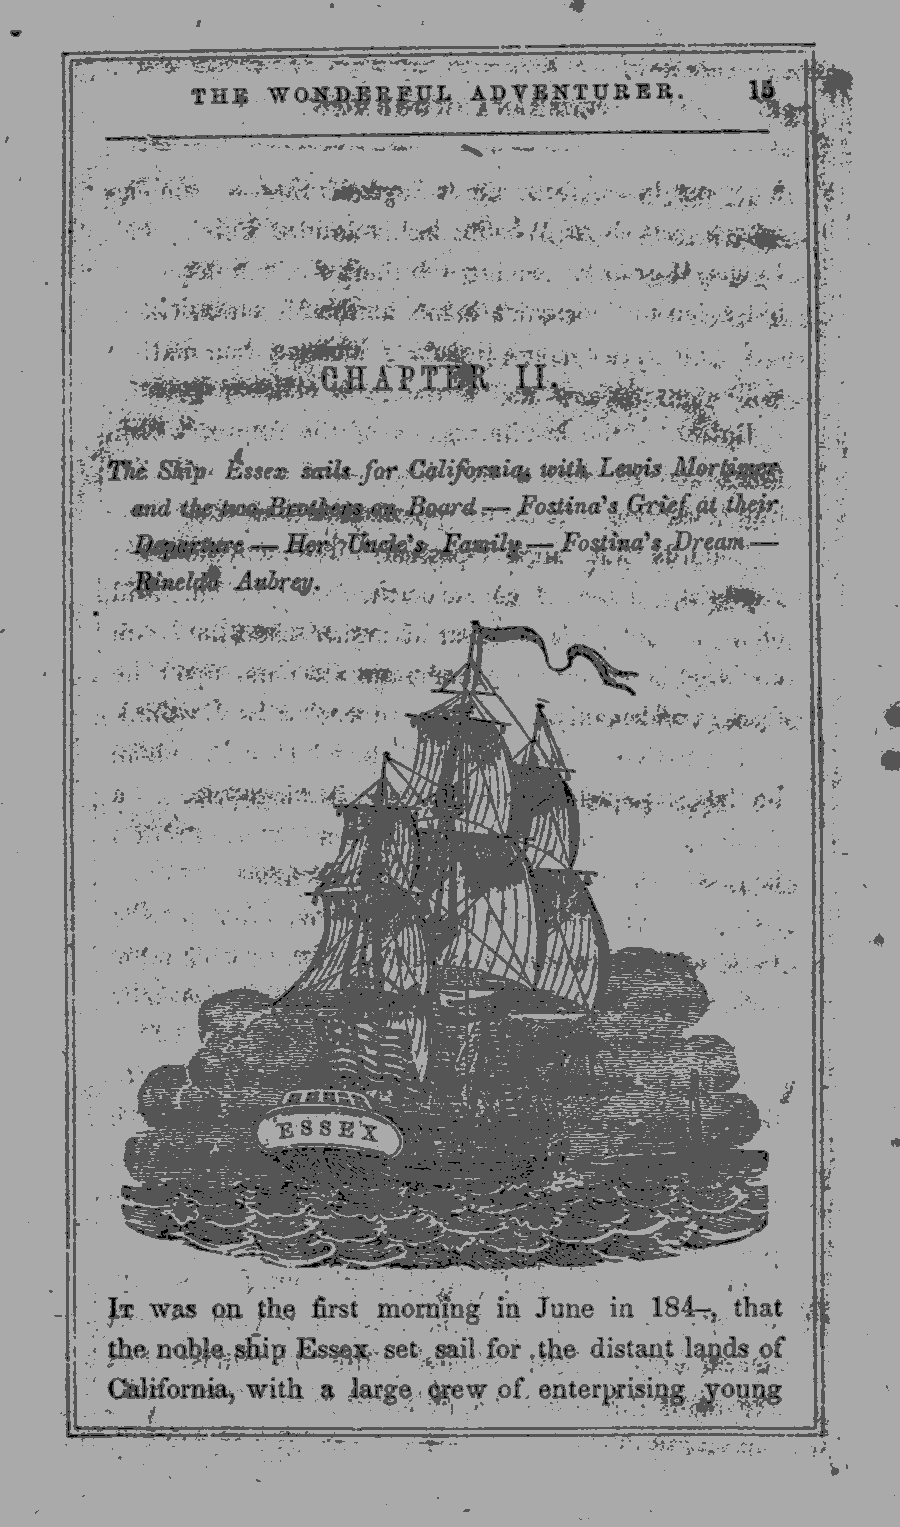 THE WONDERFUL ADVENTURER. 15
CHAPTER II.
The Ship Essex sails for California, with Lewis Mortimer
and the two Brothers on Board — Fostina's Grief at their
Departure — Her Uncle's Family — Fostina's Dream —
Rineldo Aubrey.
ESSEX
IT was on the first morning in June in 184–, that
the noble ship Essex set sail for the distant lands of
California, with a large crew of enterprising young